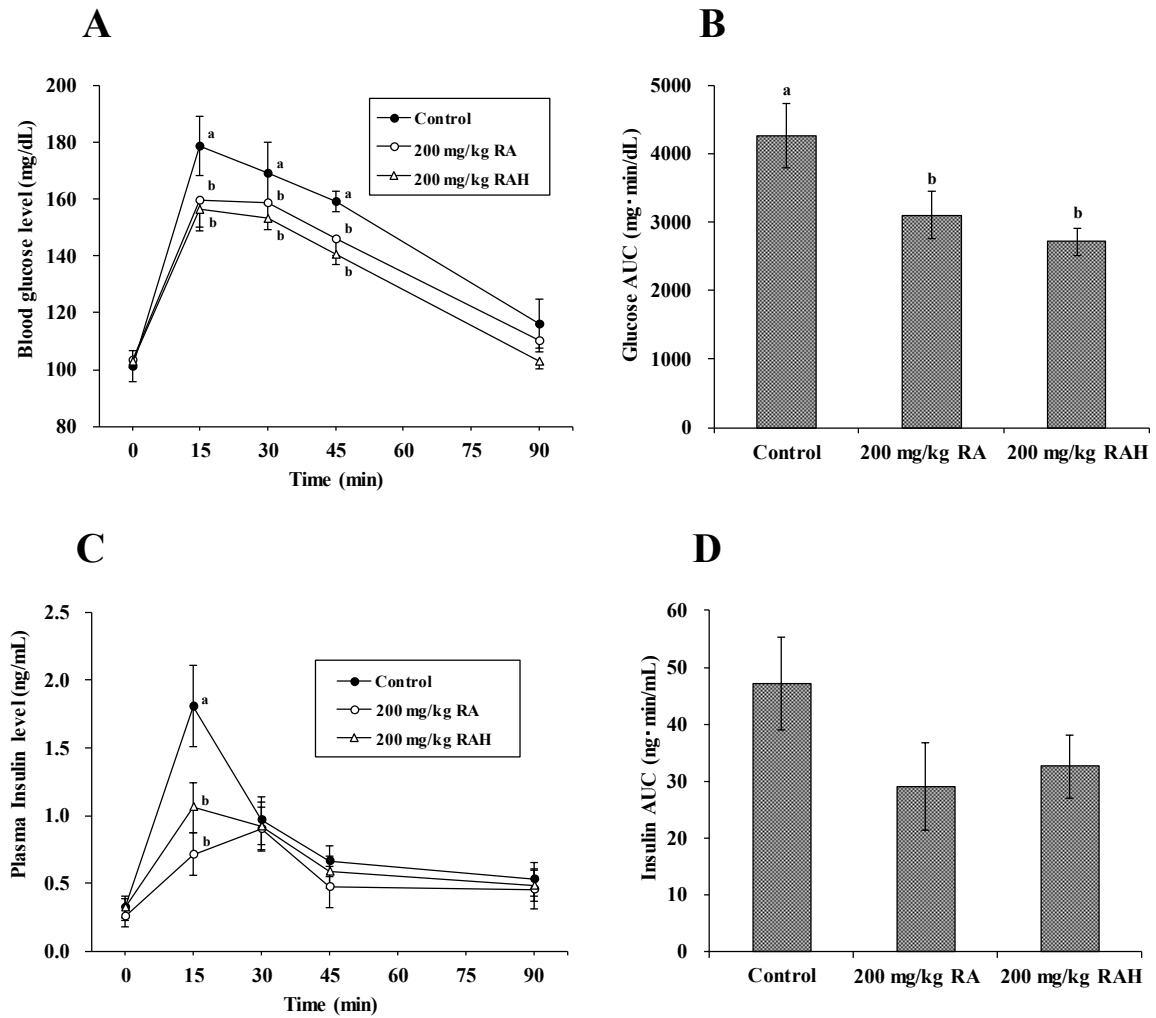 A
Blood glucose level (mg/dL)
200
180
160
140
120
100
80
Control
200 mg/kg RA
200 mg/kg RAH
a
a
a
b
b
b
b
b
b
0 15 30 45 60 75 90
Time (min)
B
Glucose AUC (mg・min/dL)
5000
4000
3000
2000
1000
0
a
b
b
Control 200 mg/kg RA 200 mg/kg RAH
C
Plasma Insulin level (ng/mL)
2.5
2.0
1.5
1.0
0.5
0.0
Control
200 mg/kg RA
200 mg/kg RAH
a
b
b
0 15 30 45 60 75 90
Time (min)
D
Insulin AUC (ng・min/mL)
60
50
40
30
20
10
0
Control 200 mg/kg RA 200 mg/kg RAH